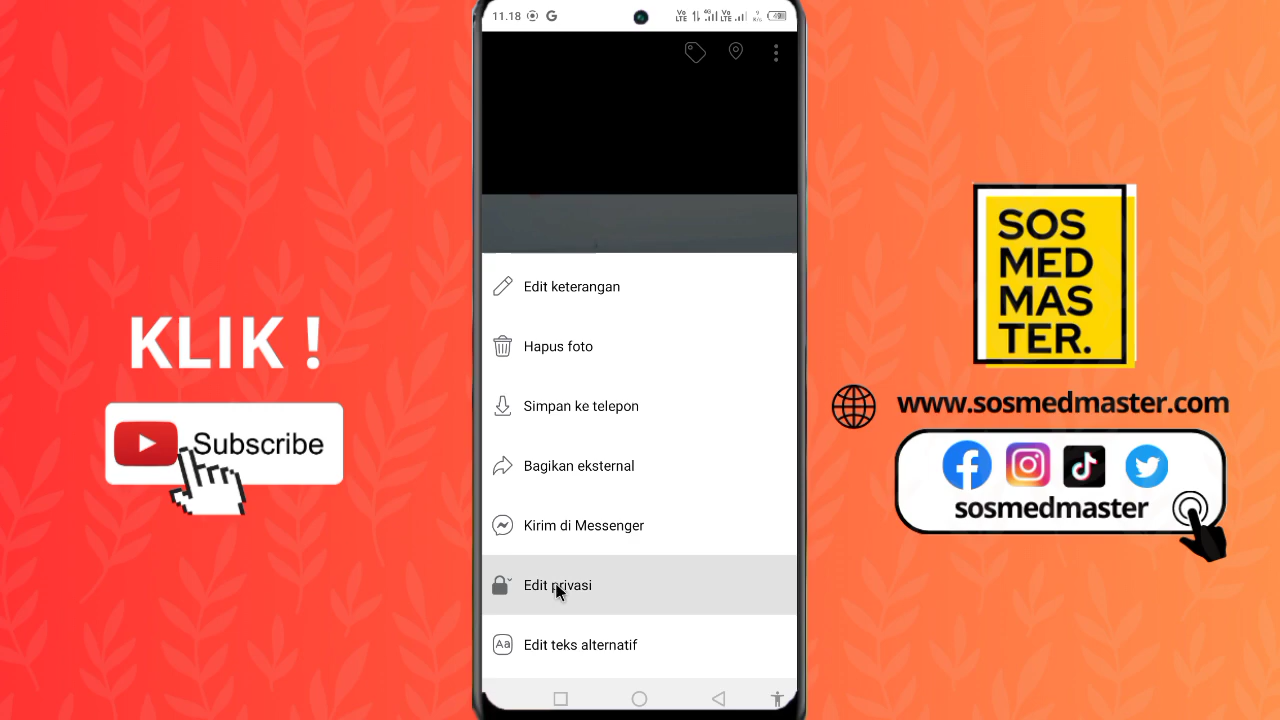 11.18
KLIK !
Subscribe
Edit keterangan
Hapus foto
Simpan ke telepon
Bagikan eksternal
Kirim di Messenger
Edit privasi
Aa
Edit teks alternatif
SOS
MED
MAS
TER.
www.sosmedmaster.com
sosmedmaster